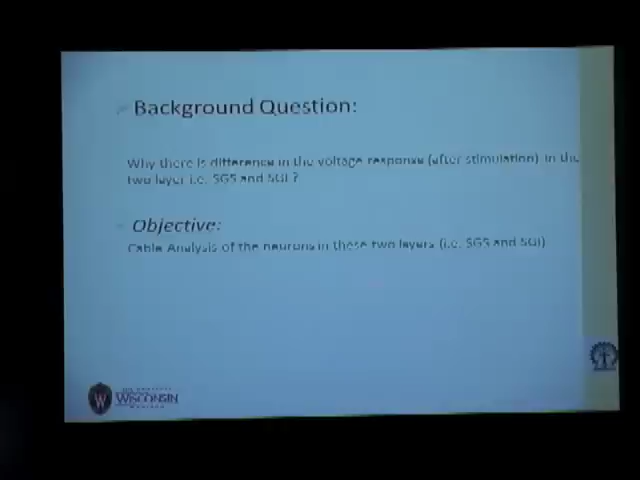 Background Question:
Why there is difference in the voltage response (after stimulation) in the
two layer i.e. SGS and SGI ?
Objective:
Cable Analysis of the neurons in these two layers (i.e. SGS and SGI)
WISCONSIN